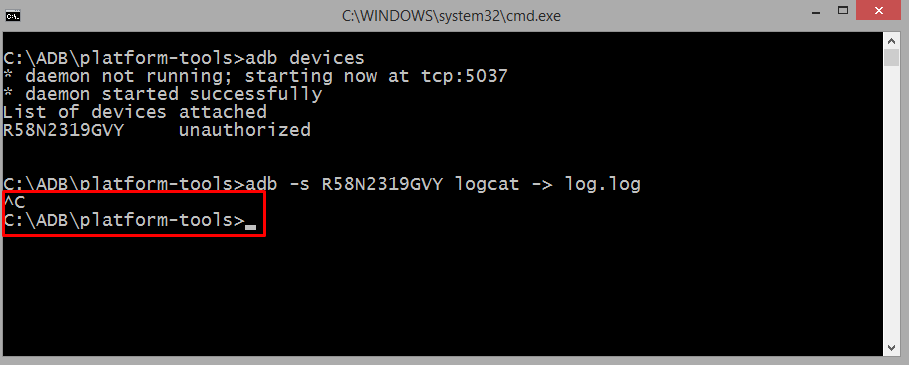 C:\WINDOWS\system32\cmd.exe
C:\ADB\platform-tools>adb devices
* daemon not running; starting now at tcp:5037
* daemon started successfully
List of devices attached
R58N2319GVY     unauthorized
C:\ADB\platform-tools>adb -s R58N2319GVY logcat -> log.log
^C
C:\ADB\platform-tools>_